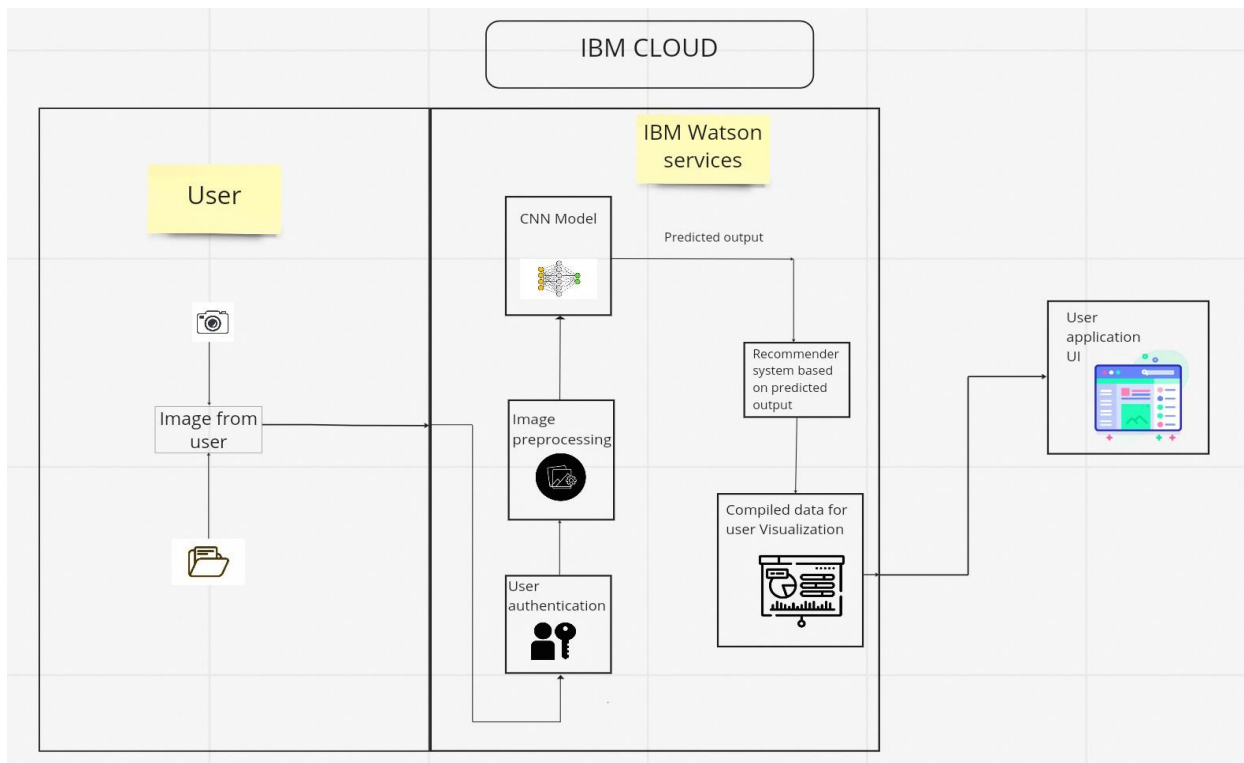 IBM CLOUD
User
Image from
user
IBM Watson
services
CNN Model
Predicted output
Image
preprocessing
User
authentication
Recommender
system based
on predicted
output
Compiled data for
user Visualization
User
application
UI